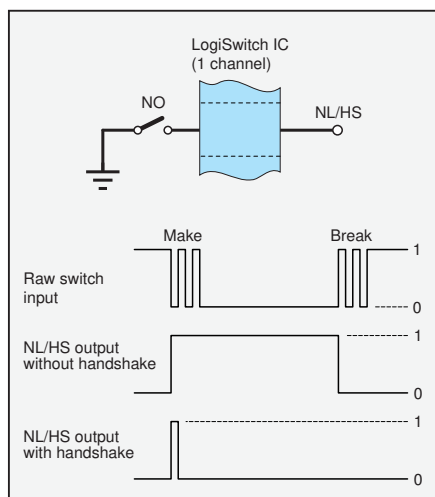 LogiSwitch IC
(1 channel)
NO
NL/HS
Make
Break
Raw switch
input
1
0
NL/HS output
without handshake
1
0
NL/HS output
with handshake
1
0